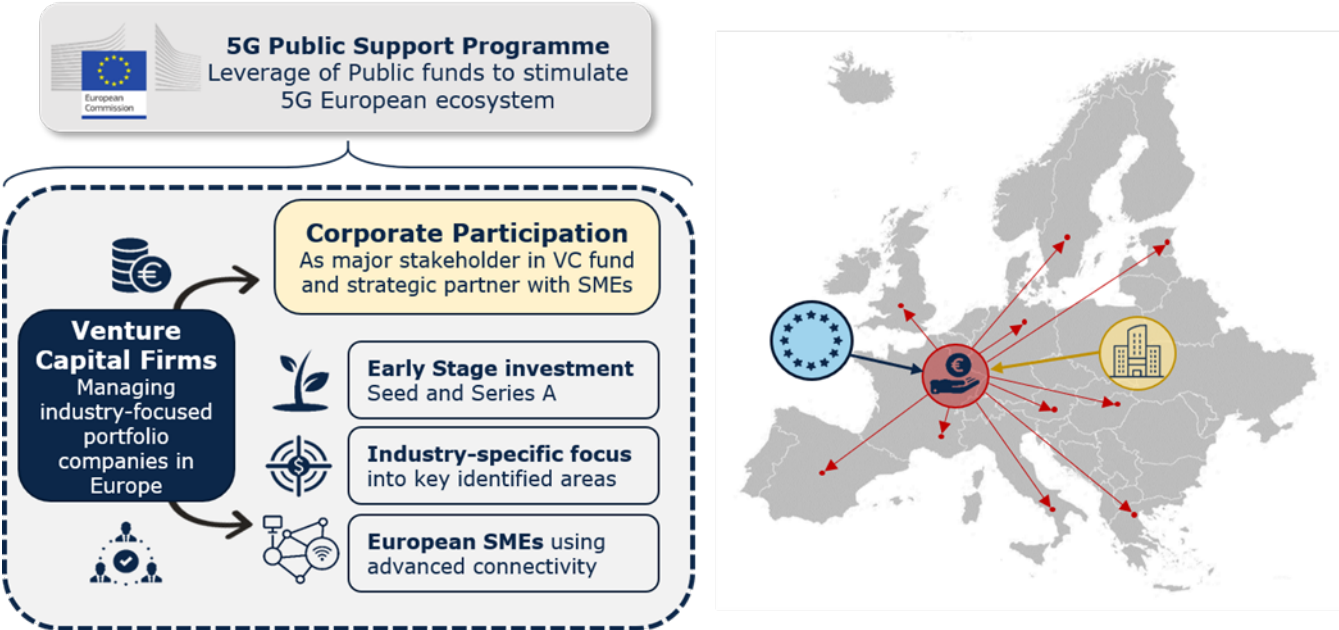 5G Public Support Programme
Leverage of Public funds to stimulate
5G European ecosystem
European
Commission
Corporate Participation
As major stakeholder in VC fund
and strategic partner with SMEs
Venture
Capital Firms
Managing
industry-focused
portfolio
companies in
Europe
Early Stage investment
Seed and Series A
Industry-specific focus
into key identified areas
European SMEs using
advanced connectivity